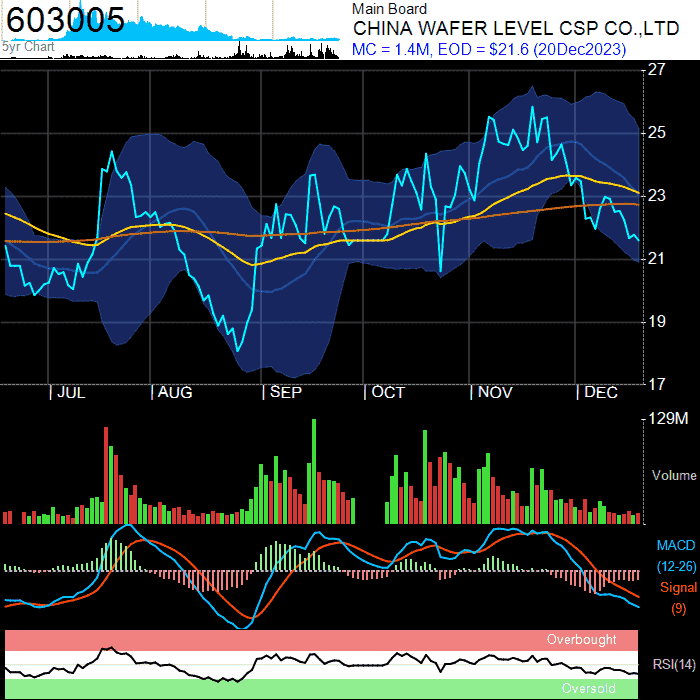 603005
5yr Chart
Main Board
CHINA WAFER LEVEL CSP CO.,LTD
MC = 1.4M, EOD = $21.6 (20Dec2023)
27
25
23
21
19
17
| JUL | AUG | SEP | OCT | NOV | DEC
129M
Volume
MACD
(12-26)
Signal
(9)
Overbought
RSI(14)
Oversold